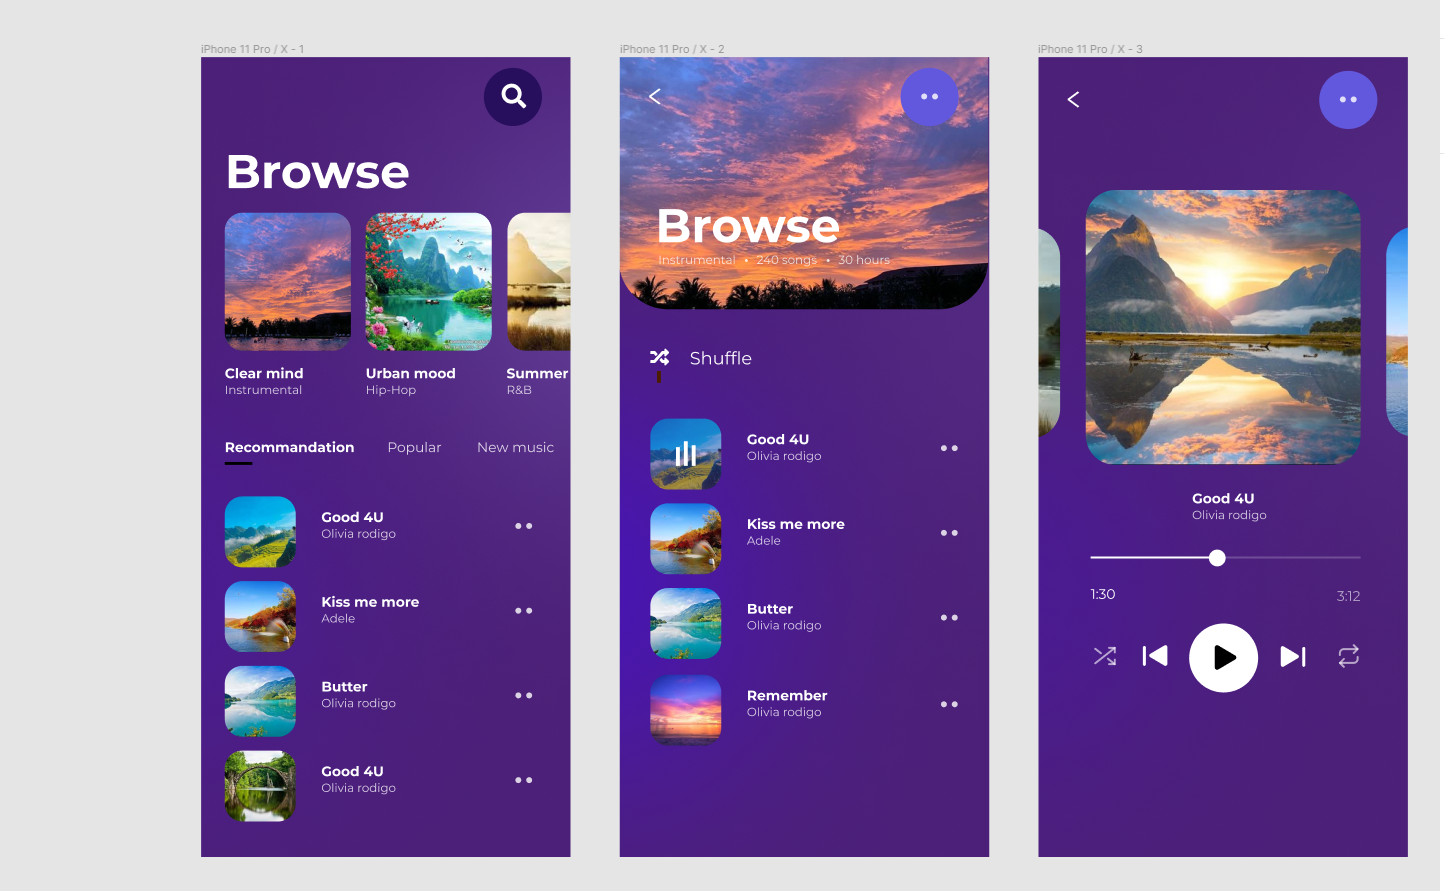 iPhone 11 Pro / X - 1
Browse
Clear mind
Instrumental
Urban mood
Hip-Hop
Summer
R&B
Recommandation
Popular
New music
Good 4U
Olivia rodigo
Kiss me more
Adele
Butter
Olivia rodigo
Good 4U
Olivia rodigo
iPhone 11 Pro / X - 2
Browse
Instrumental • 240 songs • 30 hours
Shuffle
Good 4U
Olivia rodigo
Kiss me more
Adele
Butter
Olivia rodigo
Remember
Olivia rodigo
iPhone 11 Pro / X - 3
Good 4U
Olivia rodigo
1:30
3:12